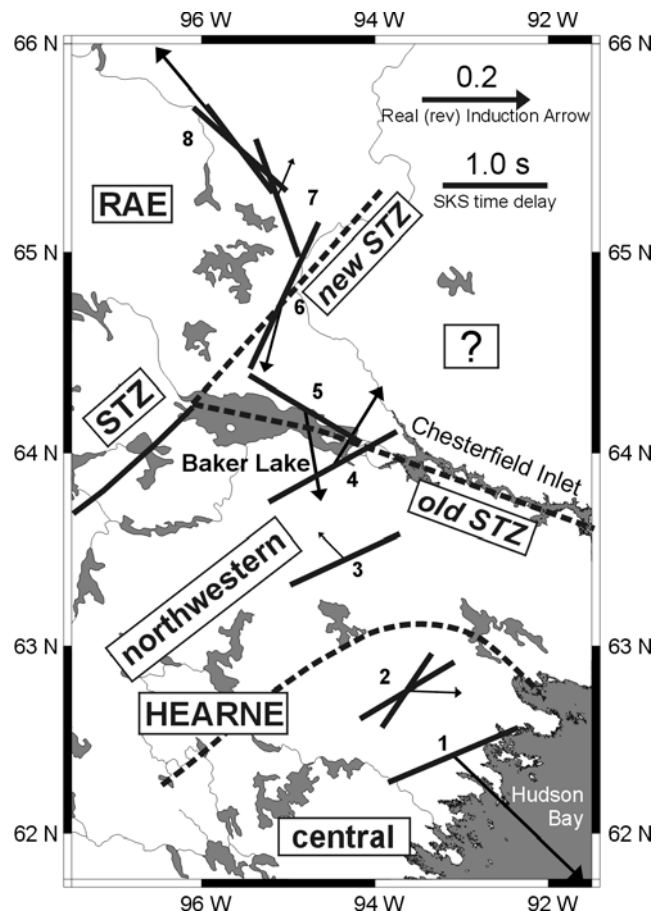 96 W 94 W 92 W
66 N 66 N
0.2
Real (rev) Induction Arrow
8
1.0 s
SKS time delay
RAE
7
new STZ
65 N 65 N
6
?
STZ
5
Chesterfield Inlet
64 N 64 N
Baker Lake
4
old STZ
3
northwestern
63 N 63 N
2
HEARNE
1
Hudson
Bay
62 N 62 N
central
96 W 94 W 92 W